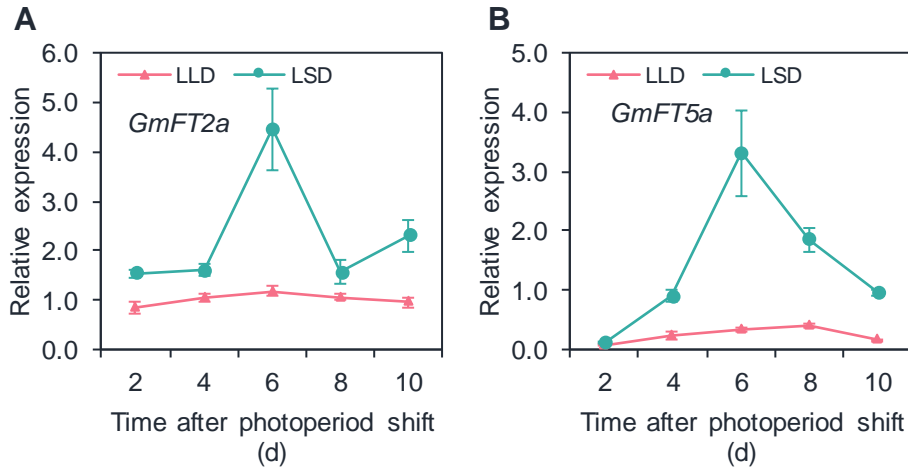 A
6.0
5.0
4.0
3.0
2.0
1.0
0.0
Relative expression
LLD LSD
GmFT2a
2 4 6 8 10
Time after photoperiod shift
(d)
B
5.0
4.0
3.0
2.0
1.0
0.0
Relative expression
LLD LSD
GmFT5a
2 4 6 8 10
Time after photoperiod shift
(d)